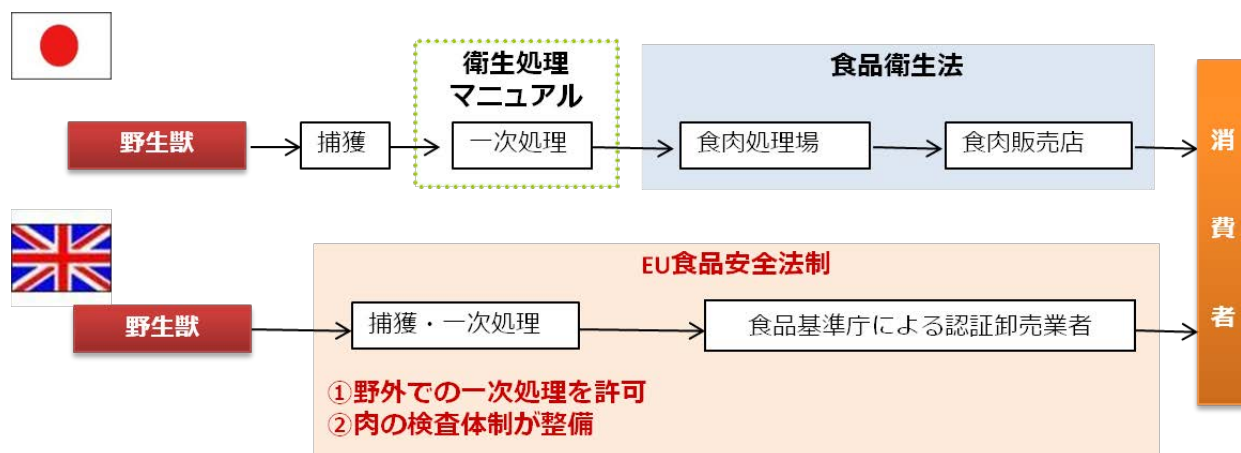 衛生処理
マニュアル
食品衛生法
野生獣
捕獲
一次処理
食肉処理場
食肉販売店
消費者
EU食品安全法制
野生獣
捕獲・一次処理
食品基準庁による認証卸売業者
①野外での一次処理を許可
②肉の検査体制が整備